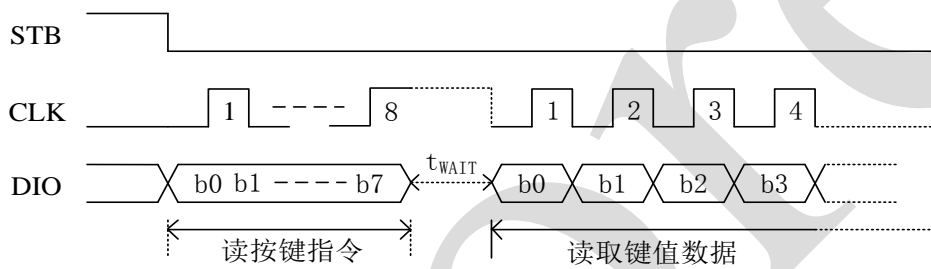 STB
CLK 1 ---- 8 1 2 3 4
t_WAIT
DIO b0 b1 ---- b7 b0 b1 b2 b3
读按键指令 读取键值数据